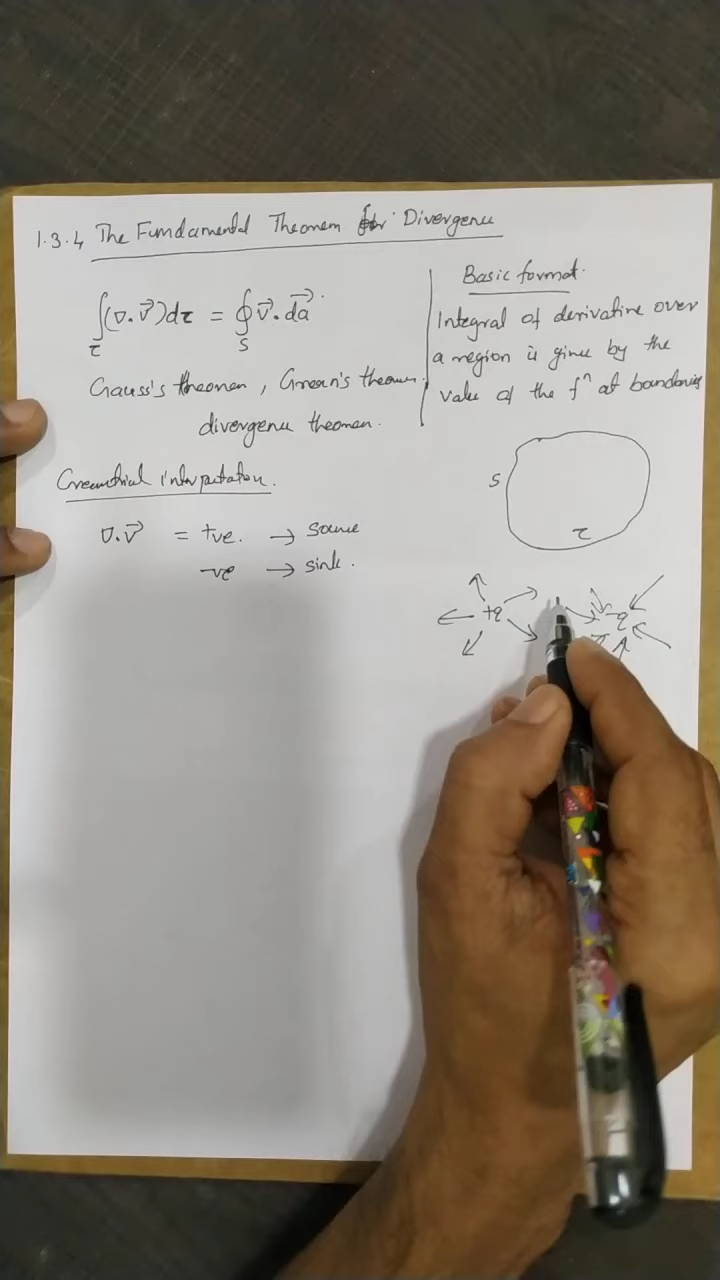 1.3.4 The Fundamental Theorem for Divergence
∫(∇.v⃗)dτ = ∮v⃗.da⃗
τ S
Gauss's theorem, Green's theorem,
divergence theorem.
Basic format.
Integral of derivative over
a region is given by the
value of the fⁿ at boundaries
Geometrical interpretation.
∇.v⃗ = +ve. → source
-ve → sink.
S
τ
+q
-q